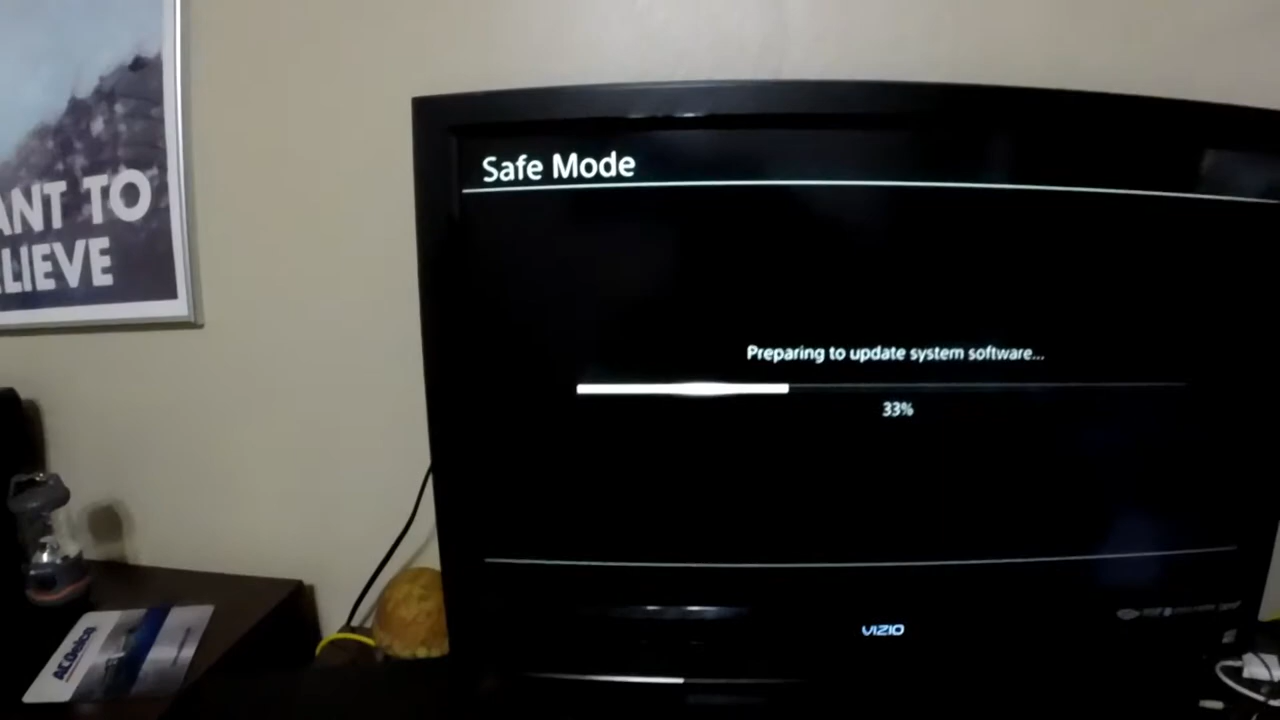 ANT TO
LIEVE
Safe Mode
Preparing to update system software...
33%
VIZIO
ACDelco